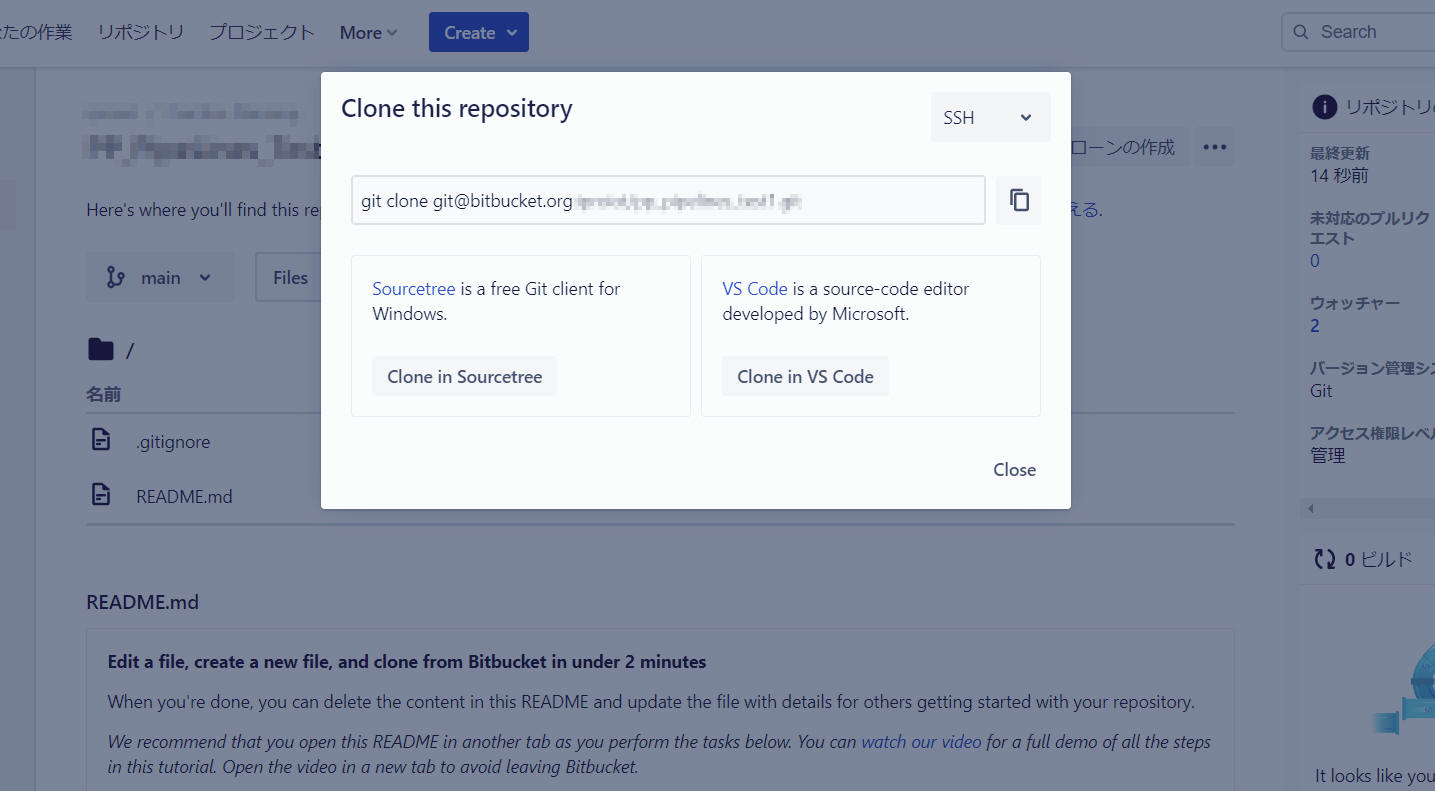 たの作業 リポジトリ プロジェクト More Create Search
Clone this repository
SSH
リポジトリ
ローンの作成
git clone git@bitbucket.org
Here's where you'll find this
える.
最終更新
14 秒前
未対応のプルリク
エスト
0
main
Files
ウォッチャー
2
Sourcetree is a free Git client for
Windows.
Clone in Sourcetree
VS Code is a source-code editor
developed by Microsoft.
Clone in VS Code
/
名前
バージョン管理シス
Git
.gitignore
アクセス権限レベル
管理
README.md
Close
0 ビルド
README.md
Edit a file, create a new file, and clone from Bitbucket in under 2 minutes
When you're done, you can delete the content in this README and update the file with details for others getting started with your repository.
We recommend that you open this README in another tab as you perform the tasks below. You can watch our video for a full demo of all the steps
in this tutorial. Open the video in a new tab to avoid leaving Bitbucket.
It looks like you